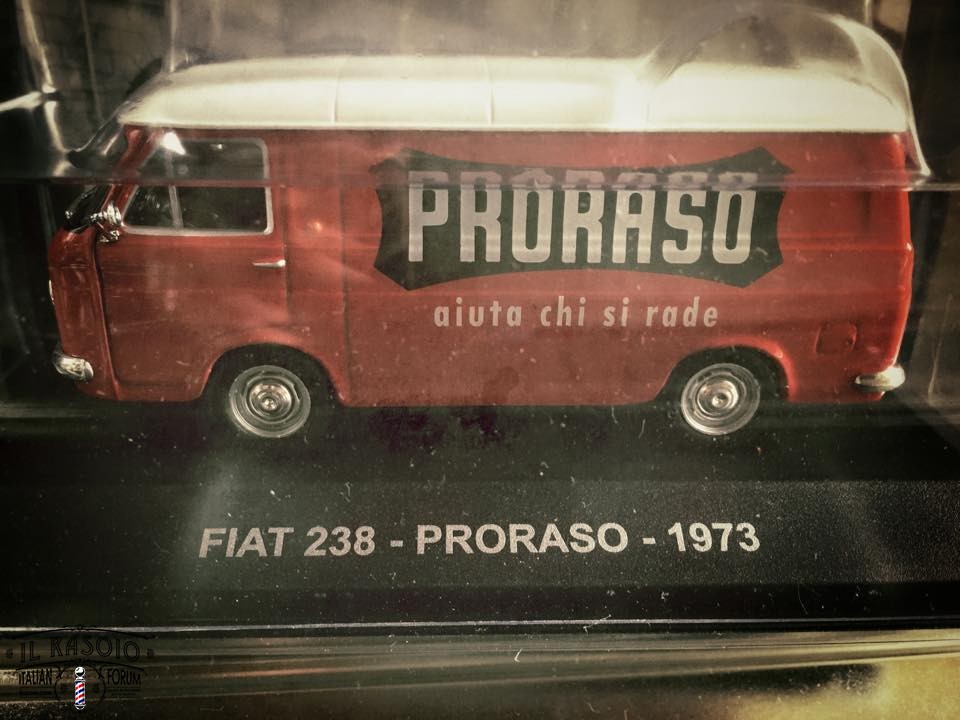 PRORASO
aiuta chi si rade
FIAT 238 - PRORASO - 1973
IL RASOIO
ITALIAN FORUM